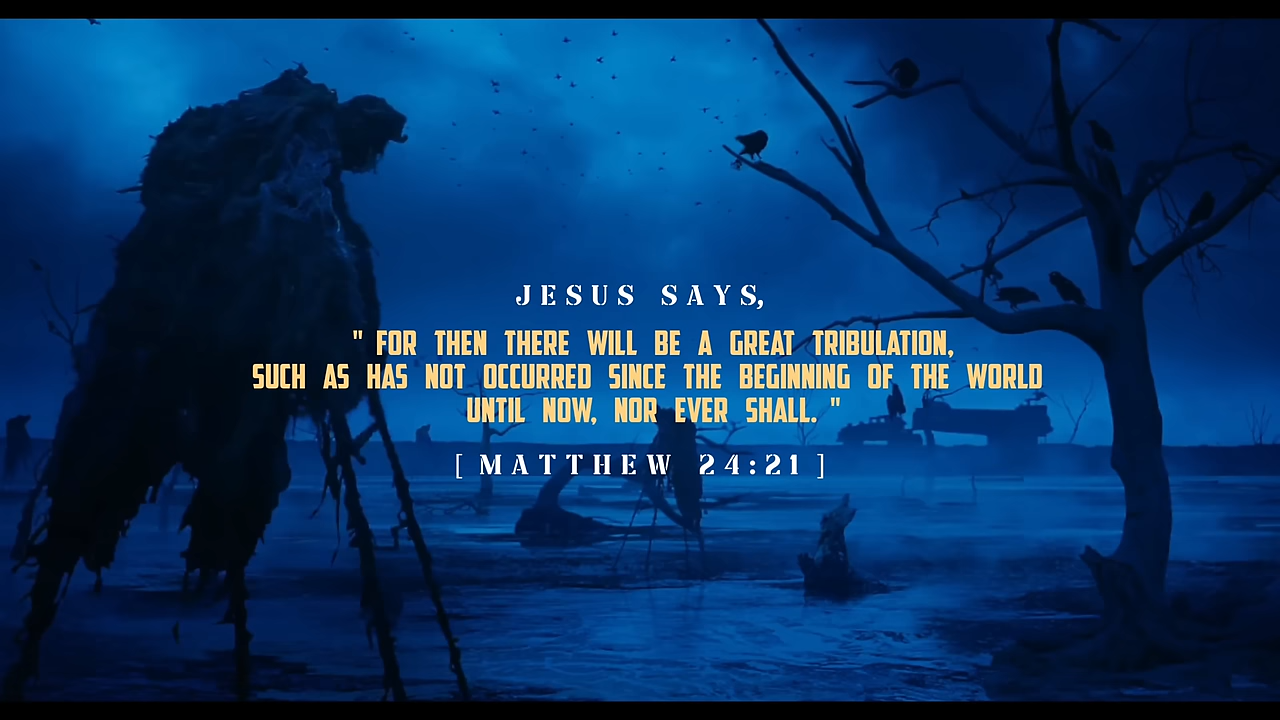 JESUS SAYS,
" FOR THEN THERE WILL BE A GREAT TRIBULATION,
SUCH AS HAS NOT OCCURRED SINCE THE BEGINNING OF THE WORLD
UNTIL NOW, NOR EVER SHALL. "
[ MATTHEW 24:21 ]